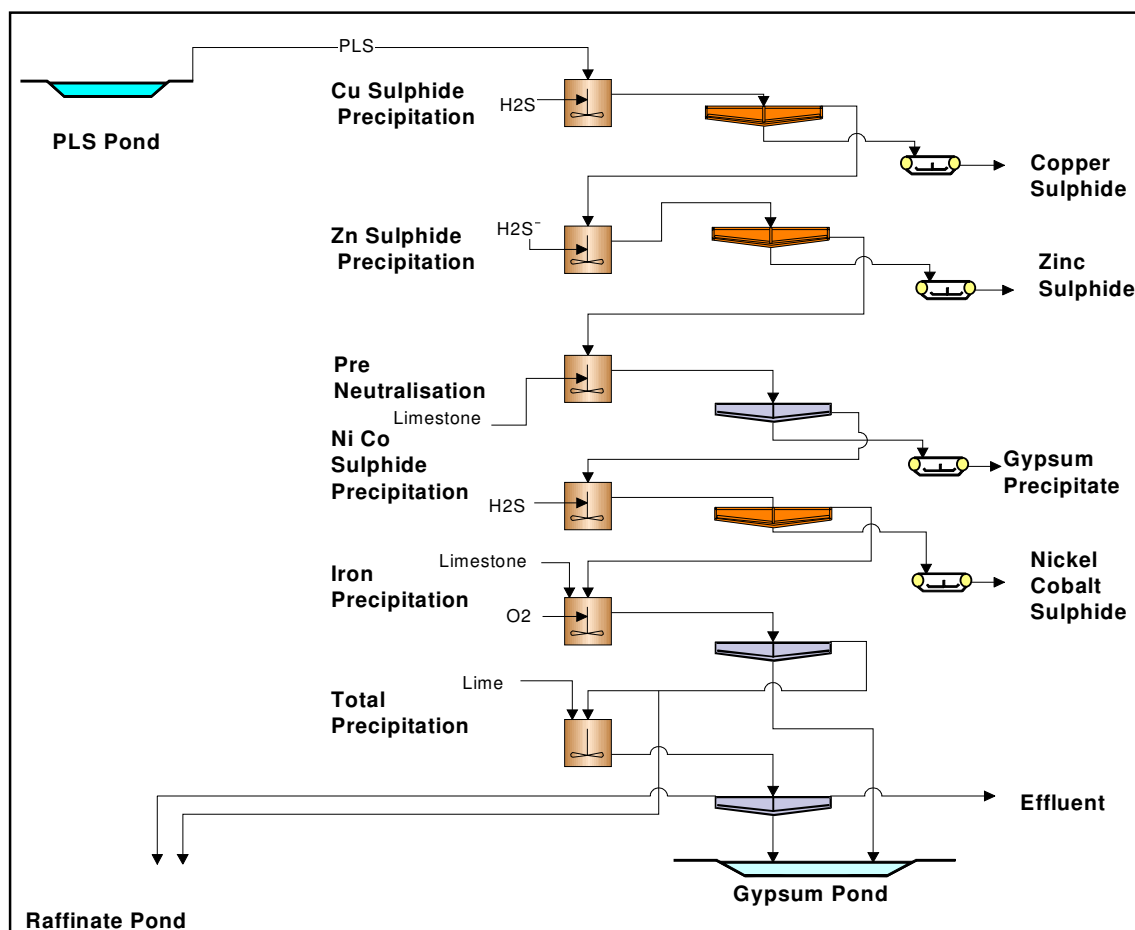 PLS
Cu Sulphide
Precipitation
H2S
PLS Pond
Copper
Sulphide
Zn Sulphide
Precipitation
H2S-
Zinc
Sulphide
Pre
Neutralisation
Limestone
Ni Co
Sulphide
Precipitation
Gypsum
Precipitate
H2S
Limestone
Iron
Precipitation
O2
Nickel
Cobalt
Sulphide
Lime
Total
Precipitation
Effluent
Gypsum Pond
Raffinate Pond